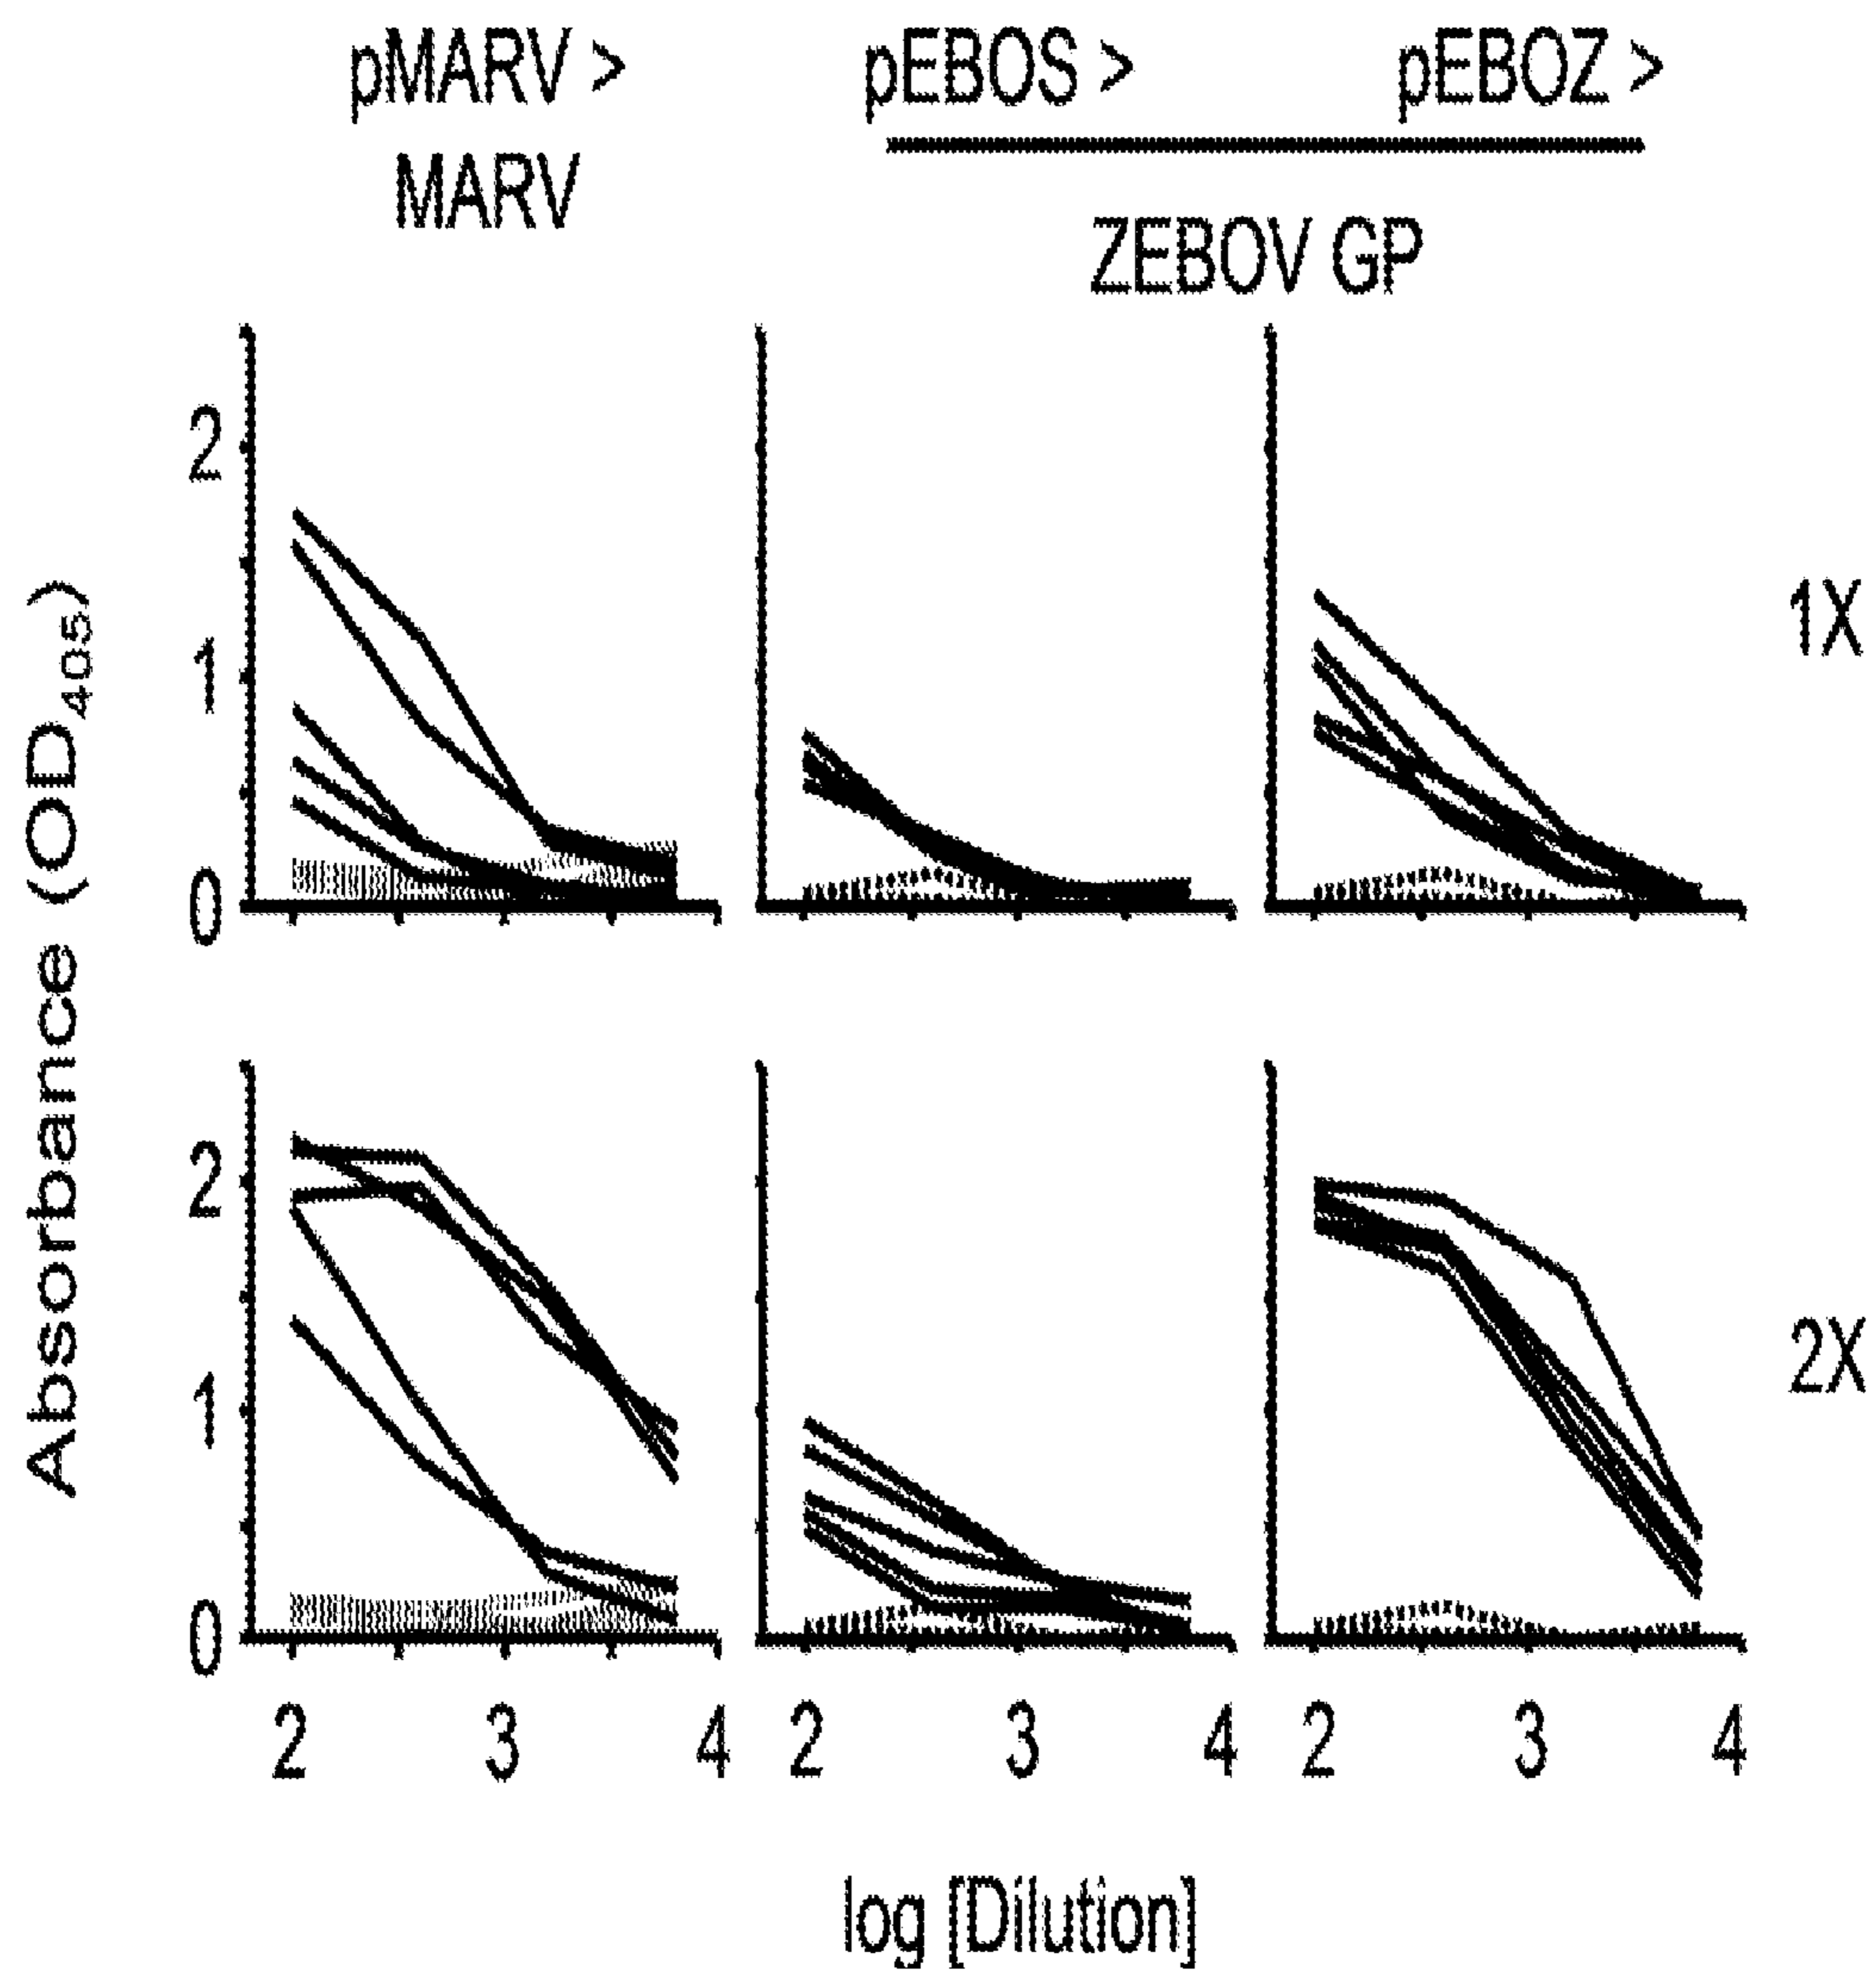 pMARV > pEBOS > pEBOZ >
MARV
ZEBOV GP
2
1
0
1X
Absorbance (OD405)
2
1
0
2X
2 3 4 2 3 4 2 3 4
log [Dilution]